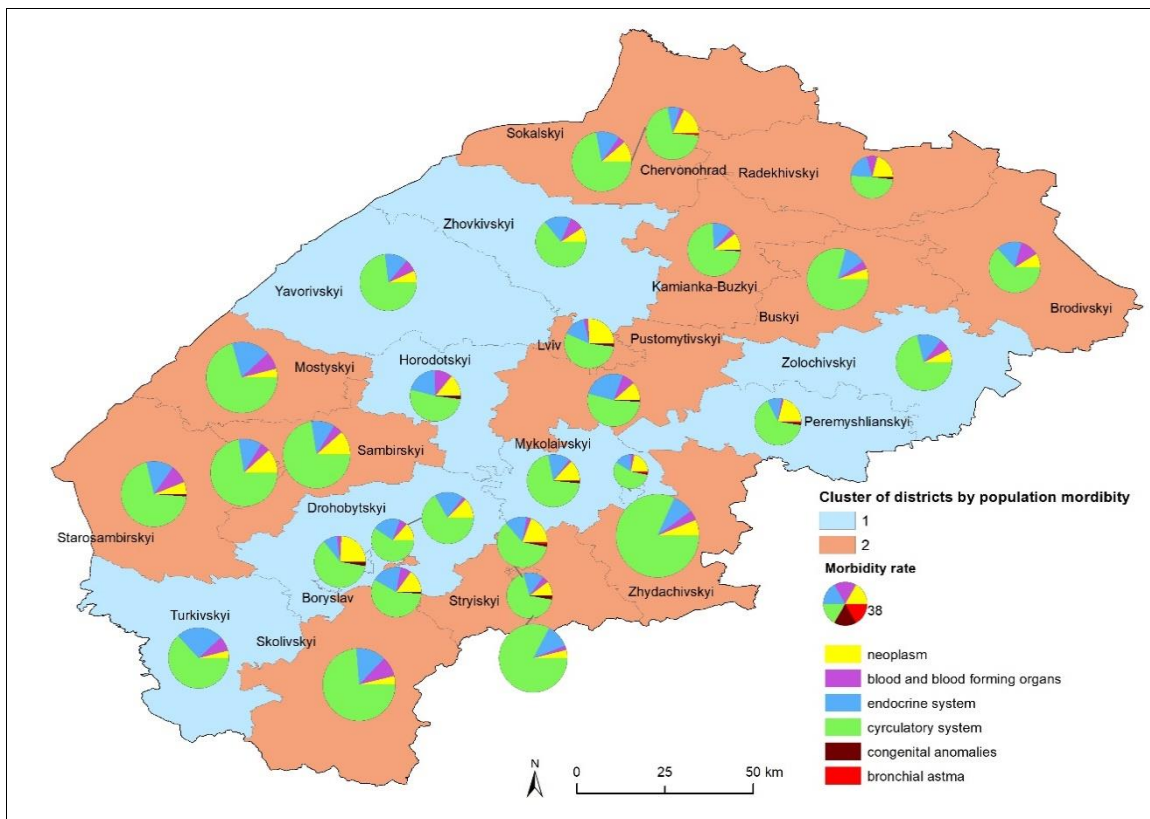 Sokalskyi
Chervonohrad
Radekhivskyi
Zhovkivskyi
Yavorivskyi
Kamianka-Buzkyi
Buskyi
Brodivskyi
Lviv
Pustomytivskyi
Horodotskyi
Mostyskyi
Zolochivskyi
Peremyshlianskyi
Mykolaivskyi
Sambirskyi
Drohobytskyi
Starosambirskyi
Boryslav
Stryiskyi
Zhydachivskyi
Turkivskyi
Skolivskyi
Cluster of districts by population mordibity
1
2
Morbidity rate
38
neoplasm
blood and blood forming organs
endocrine system
cyrculatory system
congenital anomalies
bronchial astma
N
0 25 50 km